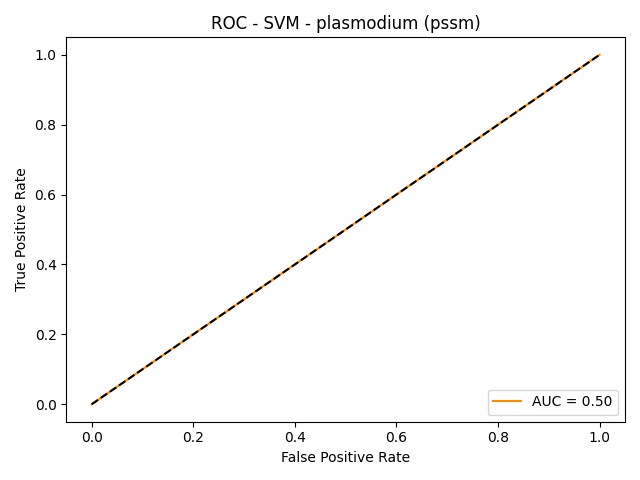 ROC - SVM - plasmodium (pssm)
1.0
0.8
0.6
0.4
0.2
0.0
True Positive Rate
AUC = 0.50
0.0 0.2 0.4 0.6 0.8 1.0
False Positive Rate